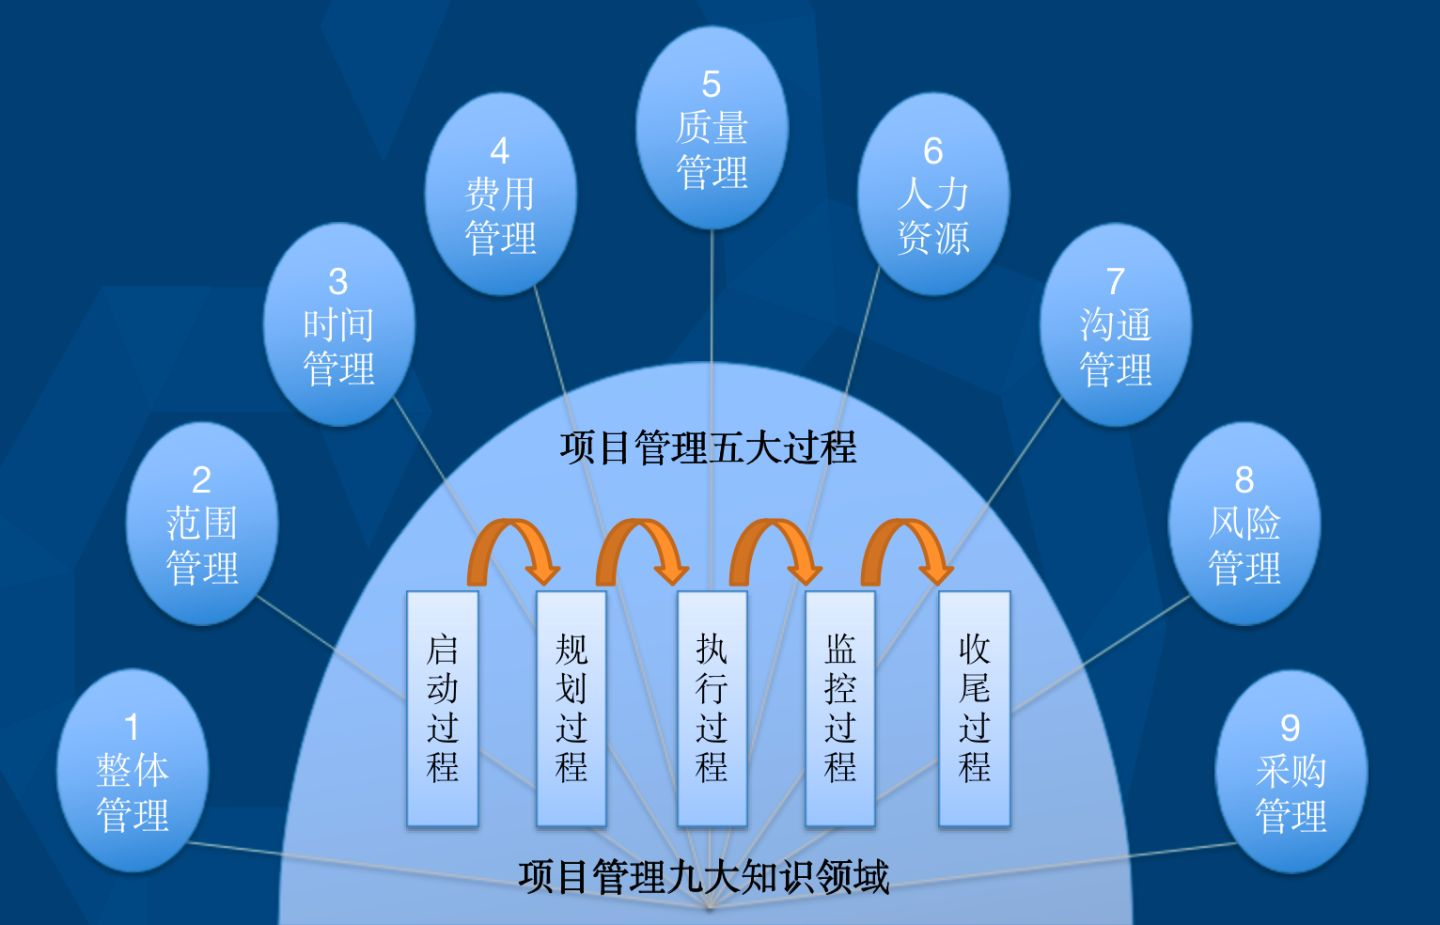 1
整体
管理
2
范围
管理
3
时间
管理
4
费用
管理
5
质量
管理
6
人力
资源
7
沟通
管理
8
风险
管理
9
采购
管理
项目管理五大过程
启动过程
规划过程
执行过程
监控过程
收尾过程
项目管理九大知识领域